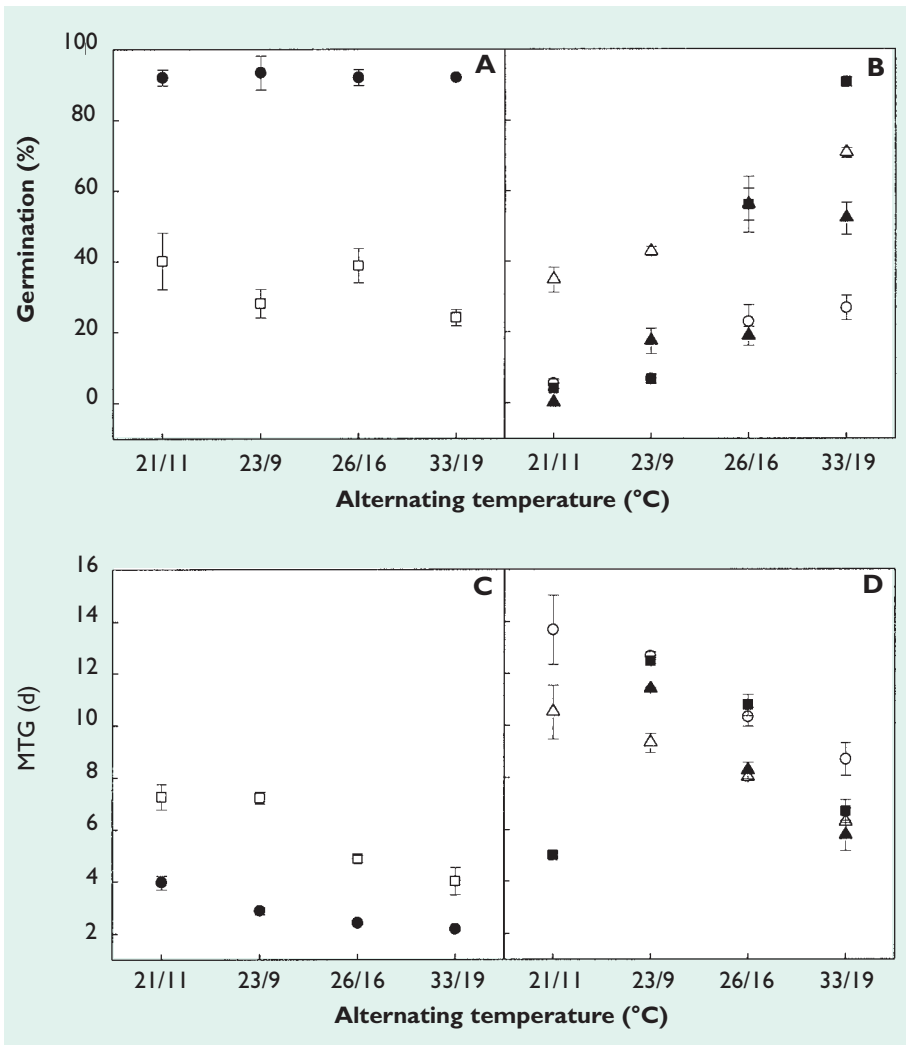 100
80
60
40
20
0
Germination (%)
A
B
21/11 23/9 26/16 33/19 21/11 23/9 26/16 33/19
Alternating temperature (°C)
16
14
12
10
8
6
4
2
MTG (d)
C
D
21/11 23/9 26/16 33/19 21/11 23/9 26/16 33/19
Alternating temperature (°C)